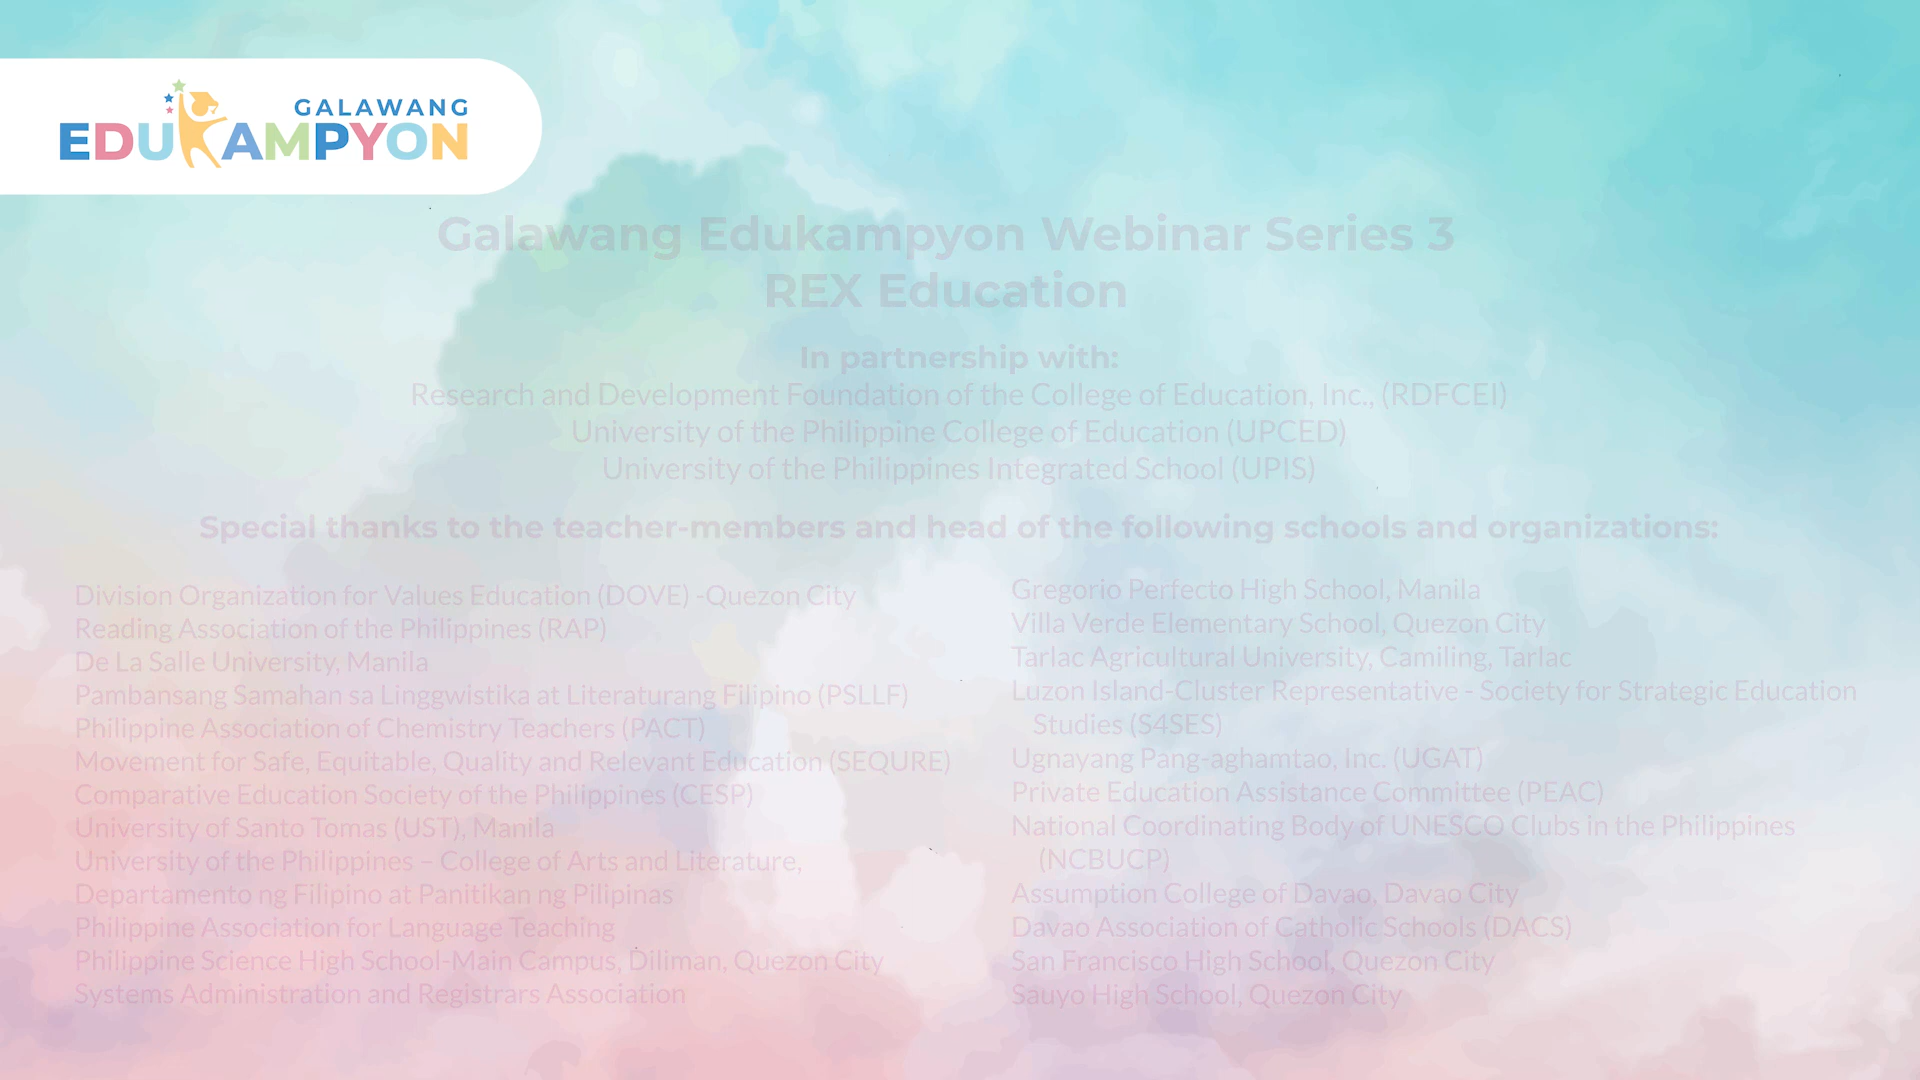 GALAWANG
EDUKAMPYON
Galawang Edukampyon Webinar Series 3
REX Education
In partnership with:
Research and Development Foundation of the College of Education, Inc., (RDFCEI)
University of the Philippine College of Education (UPCED)
University of the Philippines Integrated School (UPIS)
Special thanks to the teacher-members and head of the following schools and organizations:
Division Organization for Values Education (DOVE) -Quezon City
Reading Association of the Philippines (RAP)
De La Salle University, Manila
Pambansang Samahan sa Linggwistika at Literaturang Filipino (PSLLF)
Philippine Association of Chemistry Teachers (PACT)
Movement for Safe, Equitable, Quality and Relevant Education (SEQURE)
Comparative Education Society of the Philippines (CESP)
University of Santo Tomas (UST), Manila
University of the Philippines – College of Arts and Literature,
Departamento ng Filipino at Panitikan ng Pilipinas
Philippine Association for Language Teaching
Philippine Science High School-Main Campus, Diliman, Quezon City
Systems Administration and Registrars Association
Gregorio Perfecto High School, Manila
Villa Verde Elementary School, Quezon City
Tarlac Agricultural University, Camiling, Tarlac
Luzon Island-Cluster Representative - Society for Strategic Education
Studies (S4SES)
Ugnayang Pang-aghamtao, Inc. (UGAT)
Private Education Assistance Committee (PEAC)
National Coordinating Body of UNESCO Clubs in the Philippines
(NCBUCP)
Assumption College of Davao, Davao City
Davao Association of Catholic Schools (DACS)
San Francisco High School, Quezon City
Sauyo High School, Quezon City